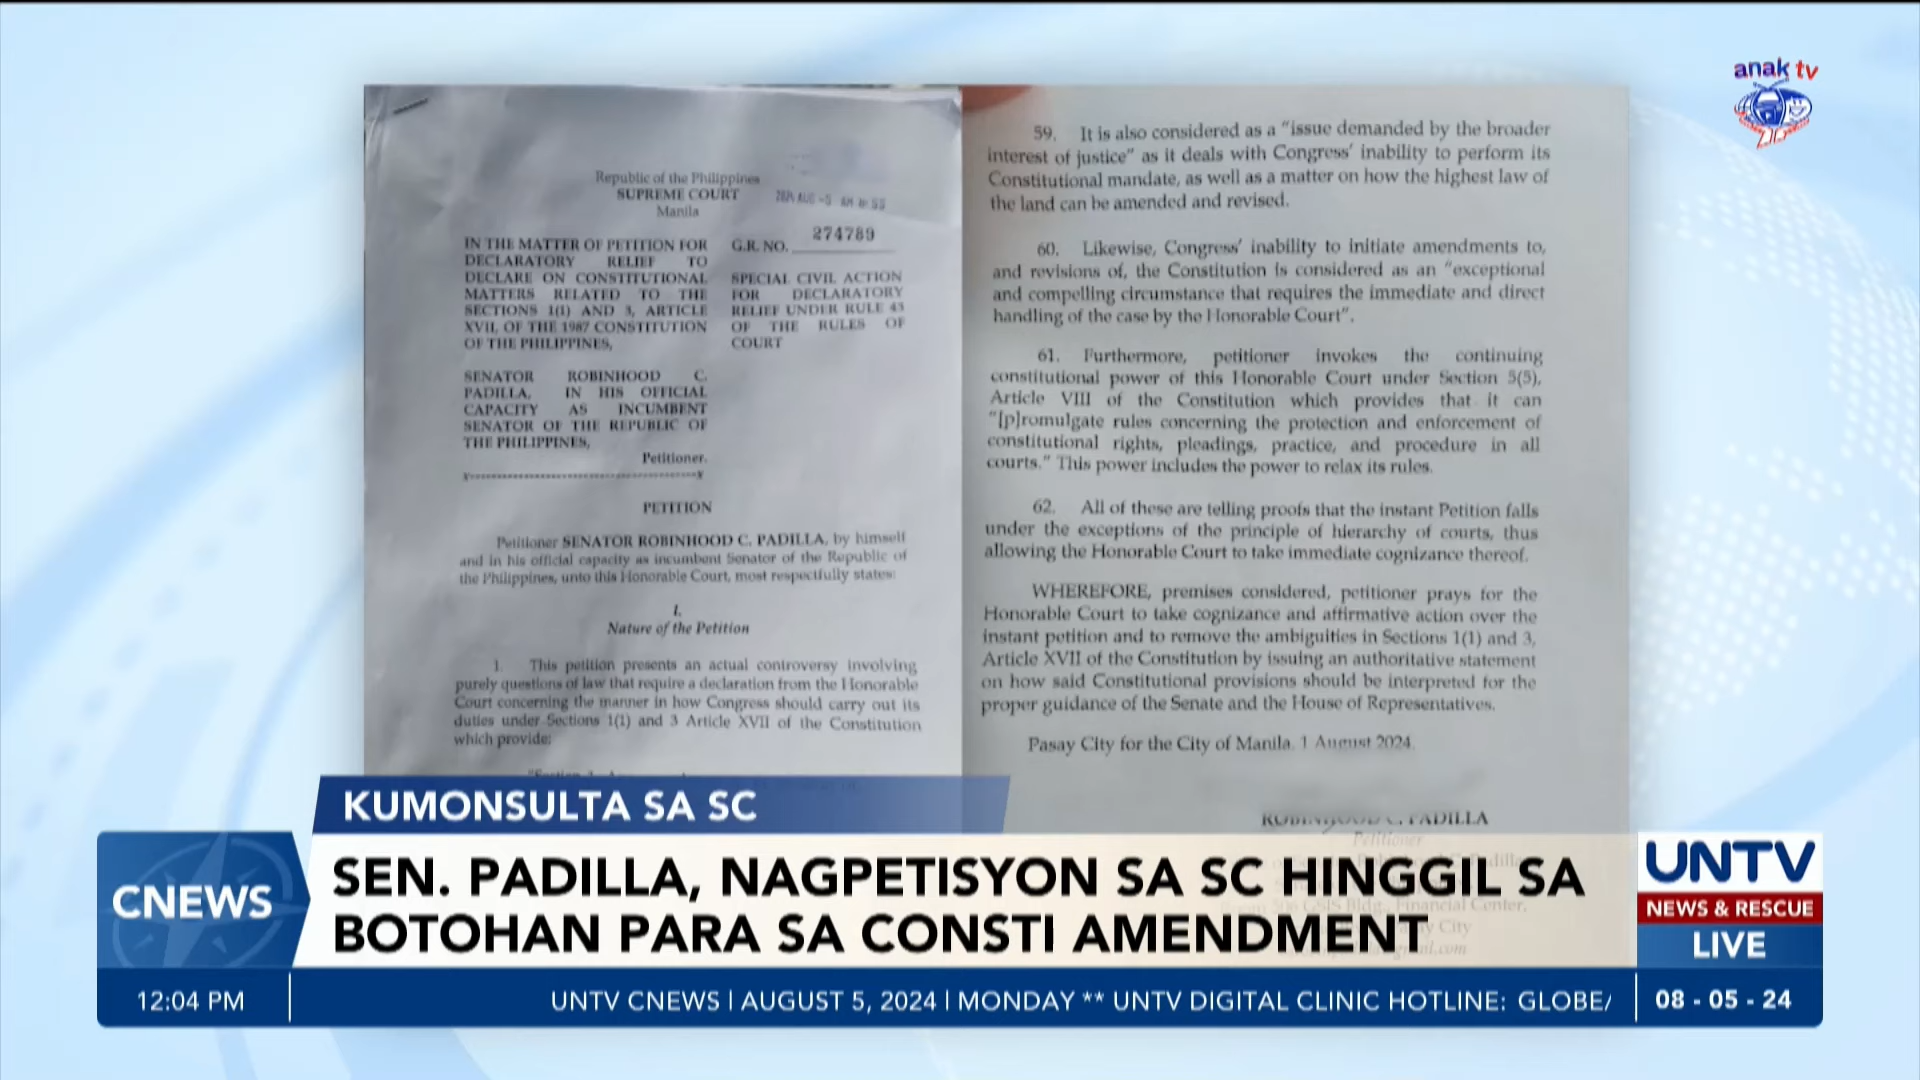 anak tv
Republic of the Philippines
SUPREME COURT
Manila
IN THE MATTER OF PETITION FOR
DECLARATORY RELIEF TO
DECLARE ON CONSTITUTIONAL
MATTERS RELATED TO THE
SECTIONS 1(1) AND 3, ARTICLE
XVII, OF THE 1987 CONSTITUTION
OF THE PHILIPPINES,
G.R. NO. 274789
SPECIAL CIVIL ACTION
FOR DECLARATORY
RELIEF UNDER RULE 43
OF THE RULES OF
COURT
SENATOR ROBINHOOD C.
PADILLA, IN HIS OFFICIAL
CAPACITY AS INCUMBENT
SENATOR OF THE REPUBLIC OF
THE PHILIPPINES,
Petitioner.
x-----------------------------x
PETITION
Petitioner SENATOR ROBINHOOD C. PADILLA, by himself
and in his official capacity as incumbent Senator of the Republic of
the Philippines, unto this Honorable Court, most respectfully states:
I.
Nature of the Petition
1. This petition presents an actual controversy involving
purely questions of law that require a declaration from the Honorable
Court concerning the manner in how Congress should carry out its
duties under Sections 1(1) and 3 Article XVII of the Constitution
which provide:
59. It is also considered as a "issue demanded by the broader
interest of justice" as it deals with Congress' inability to perform its
Constitutional mandate, as well as a matter on how the highest law of
the land can be amended and revised.
60. Likewise, Congress' inability to initiate amendments to,
and revisions of, the Constitution is considered as an "exceptional
and compelling circumstance that requires the immediate and direct
handling of the case by the Honorable Court".
61. Furthermore, petitioner invokes the continuing
constitutional power of this Honorable Court under Section 5(5),
Article VIII of the Constitution which provides that it can
"[p]romulgate rules concerning the protection and enforcement of
constitutional rights, pleadings, practice, and procedure in all
courts." This power includes the power to relax its rules.
62. All of these are telling proofs that the instant Petition falls
under the exceptions of the principle of hierarchy of courts, thus
allowing the Honorable Court to take immediate cognizance thereof.
WHEREFORE, premises considered, petitioner prays for the
Honorable Court to take cognizance and affirmative action over the
instant petition and to remove the ambiguities in Sections 1(1) and 3,
Article XVII of the Constitution by issuing an authoritative statement
on how said Constitutional provisions should be interpreted for the
proper guidance of the Senate and the House of Representatives.
Pasay City for the City of Manila. 1 August 2024.
ROBINHOOD C. PADILLA
Petitioner
KUMONSULTA SA SC
CNEWS
SEN. PADILLA, NAGPETISYON SA SC HINGGIL SA
BOTOHAN PARA SA CONSTI AMENDMENT
UNTV
NEWS & RESCUE
LIVE
12:04 PM
UNTV CNEWS | AUGUST 5, 2024 | MONDAY ** UNTV DIGITAL CLINIC HOTLINE: GLOBE/
08 - 05 - 24